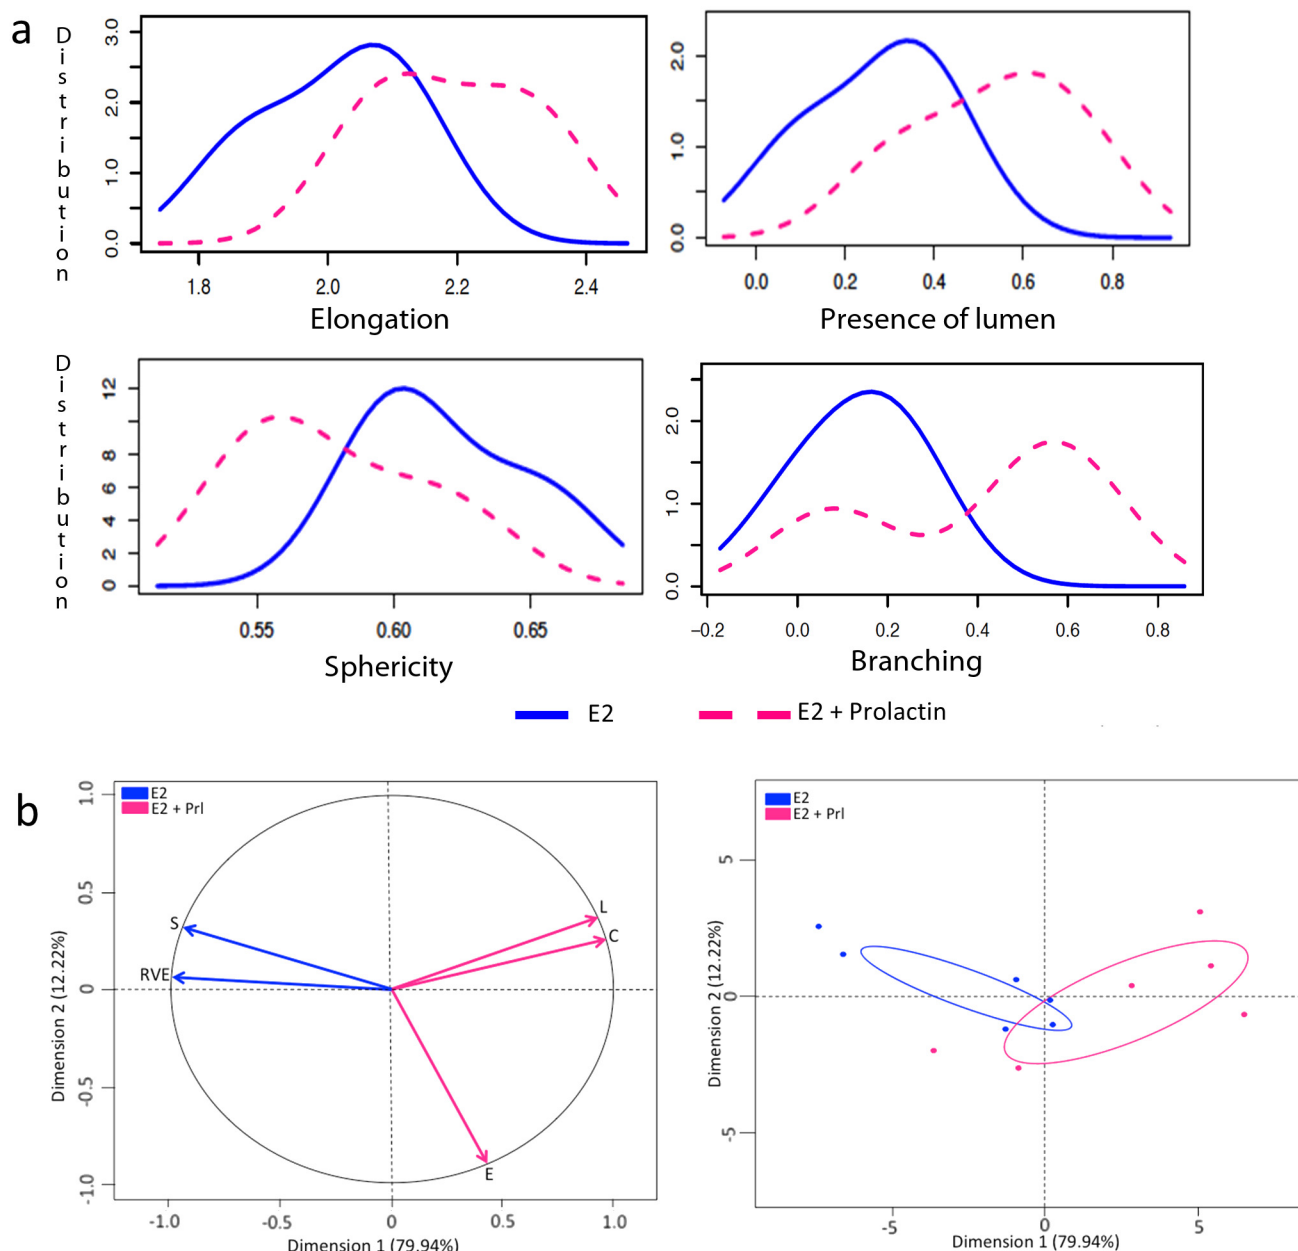 a
Distribution
3.0
2.0
1.0
0.0
1.8 2.0 2.2 2.4
Elongation
2.0
1.0
0.0
0.0 0.2 0.4 0.6 0.8
Presence of lumen
Distribution
12
8
6
4
2
0
0.55 0.60 0.65
Sphericity
2.0
1.0
0.0
−0.2 0.0 0.2 0.4 0.6 0.8
Branching
E2 E2 + Prolactin
b
E2
E2 + Prl
1.0
0.5
0
-0.5
-1.0
Dimension 2 (12.22%)
S
RVE
L
C
E
-1.0 -0.5 0 0.5 1.0
Dimension 1 (79.94%)
E2
E2 + Prl
5
0
-5
Dimension 2 (12.22%)
-5 0 5
Dimension 1 (79.94%)